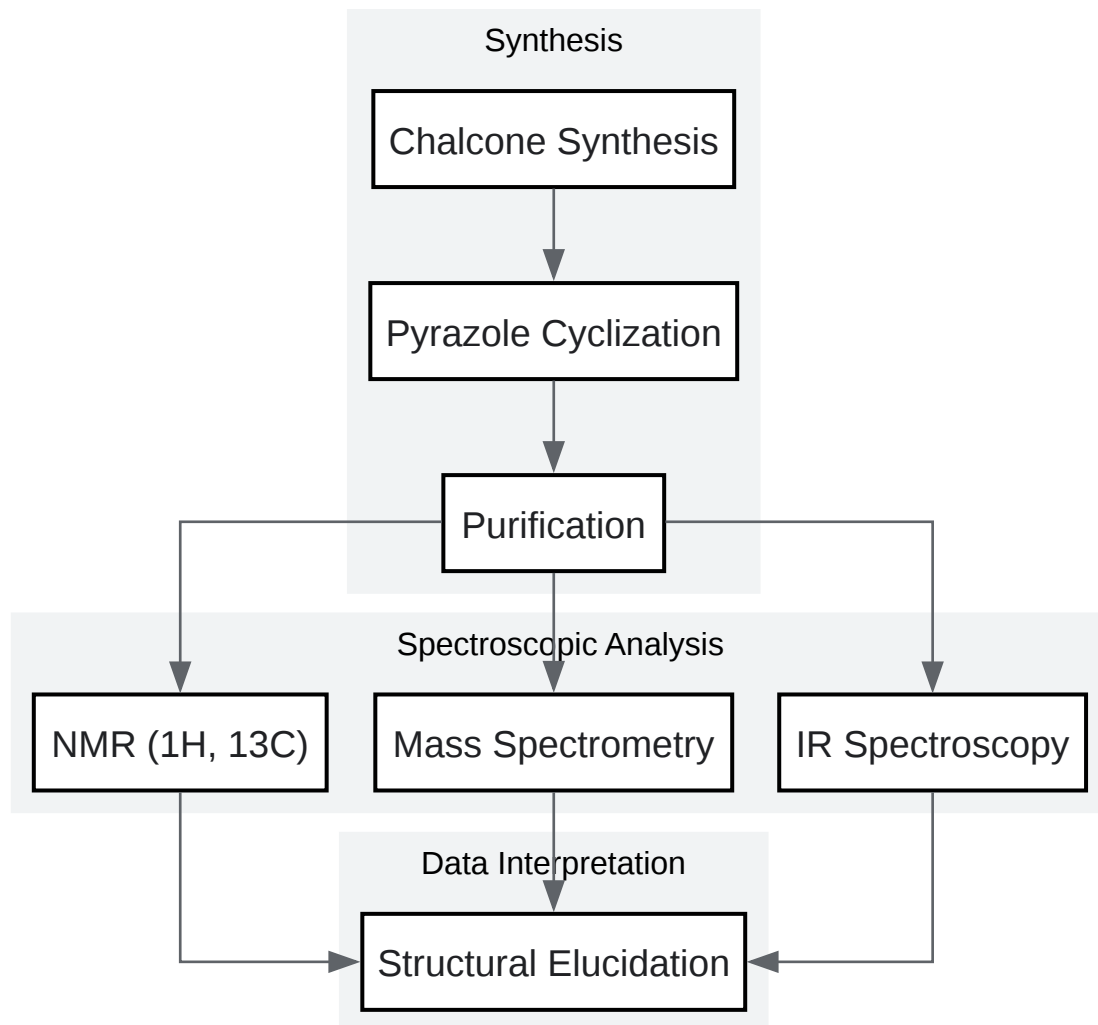 Synthesis
Chalcone Synthesis
Pyrazole Cyclization
Purification
Spectroscopic Analysis
NMR (1H, 13C)
Mass Spectrometry
IR Spectroscopy
Data Interpretation
Structural Elucidation